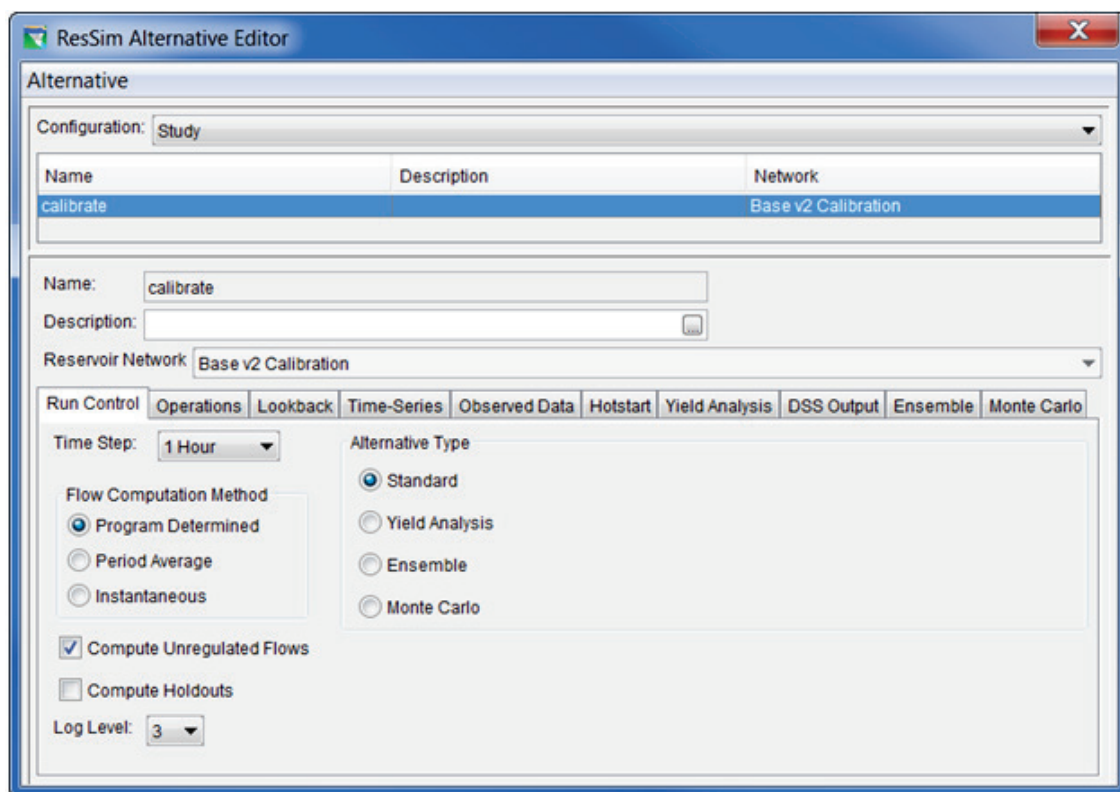 ResSim Alternative Editor
X
Alternative
Configuration: Study
Name Description Network
calibrate Base v2 Calibration
Name: calibrate
Description: ...
Reservoir Network Base v2 Calibration
Run Control Operations Lookback Time-Series Observed Data Hotstart Yield Analysis DSS Output Ensemble Monte Carlo
Time Step: 1 Hour
Alternative Type
Flow Computation Method
Program Determined
Period Average
Instantaneous
Standard
Yield Analysis
Ensemble
Monte Carlo
Compute Unregulated Flows
Compute Holdouts
Log Level: 3